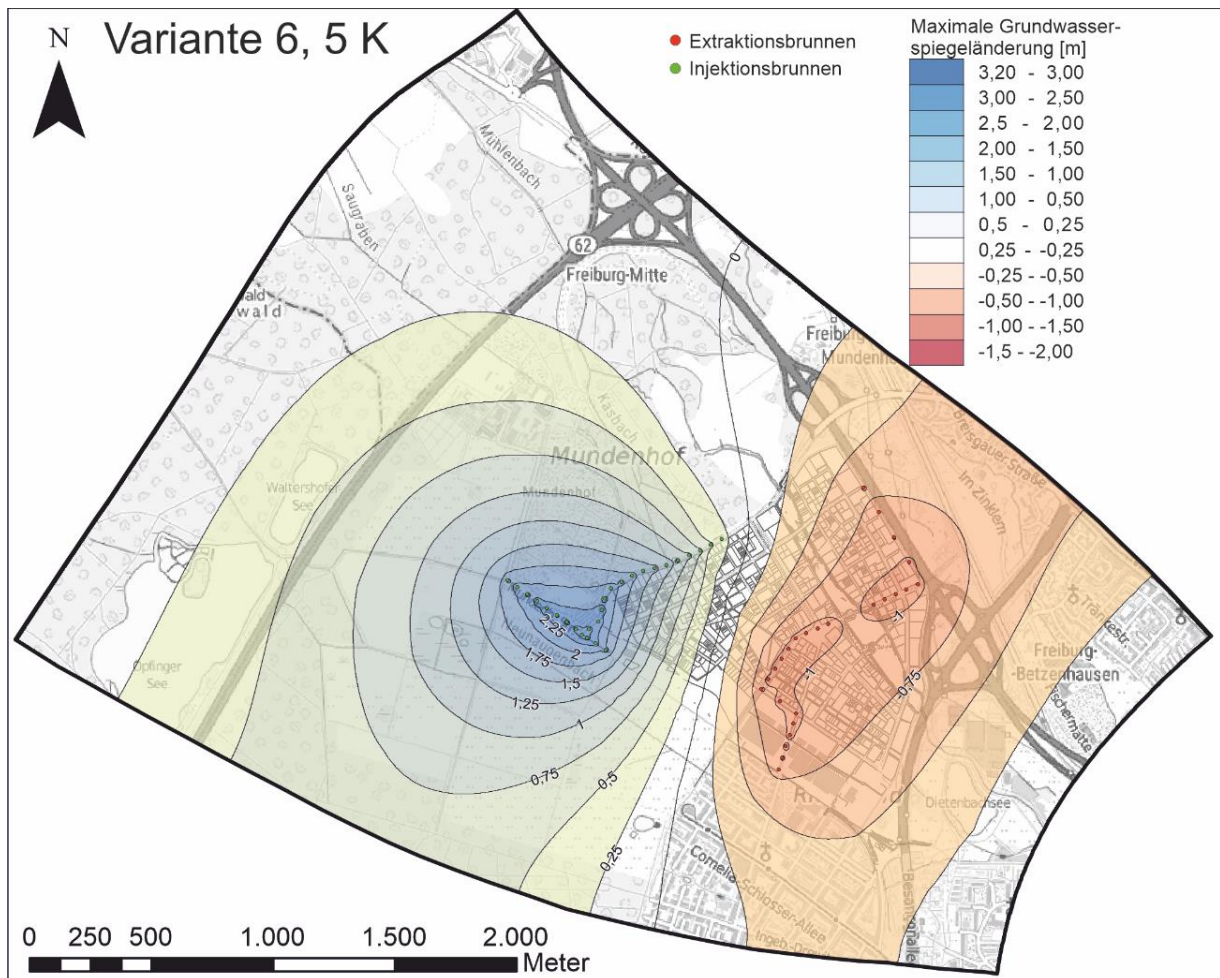 N
Variante 6, 5 K
Extraktionsbrunnen
Injektionsbrunnen
Maximale Grundwasser-
spiegeländerung [m]
3,20 - 3,00
3,00 - 2,50
2,5 - 2,00
2,00 - 1,50
1,50 - 1,00
1,00 - 0,50
0,5 - 0,25
0,25 - -0,25
-0,25 - -0,50
-0,50 - -1,00
-1,00 - -1,50
-1,5 - -2,00
Mühlenbach
Saugraben
62
Freiburg-Mitte
0
wald
Freiburg
Mundenhof
Käsbach
Mundenhof
Mundenhof
Breisgauer Straße
Im Zinklern
Waltershofer
See
Opfinger
See
2,25
2
1,75
1,5
1,25
1
0,75
0,5
0,25
-1
-1
-0,75
Freiburg-
-Betzenhausen
Dietenbachsee
Cornelia-Schlosser-Allee
0 250 500 1.000 1.500 2.000
Meter